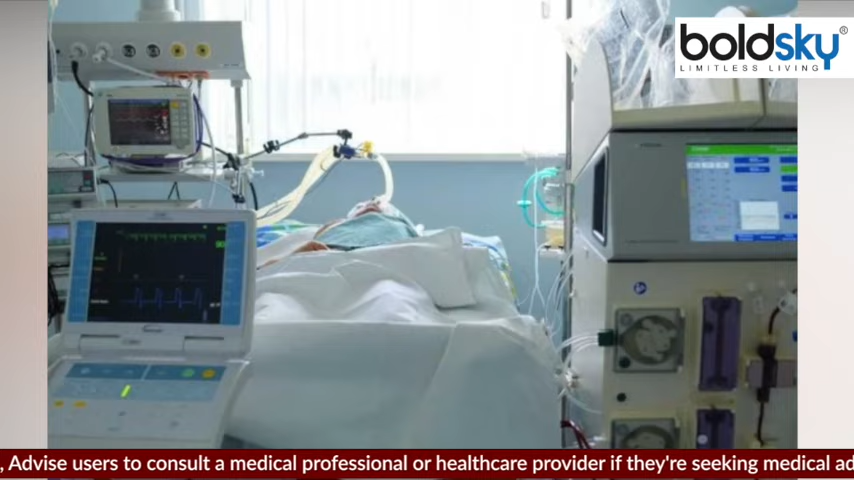 boldsky®
LIMITLESS LIVING
, Advise users to consult a medical professional or healthcare provider if they're seeking medical ad